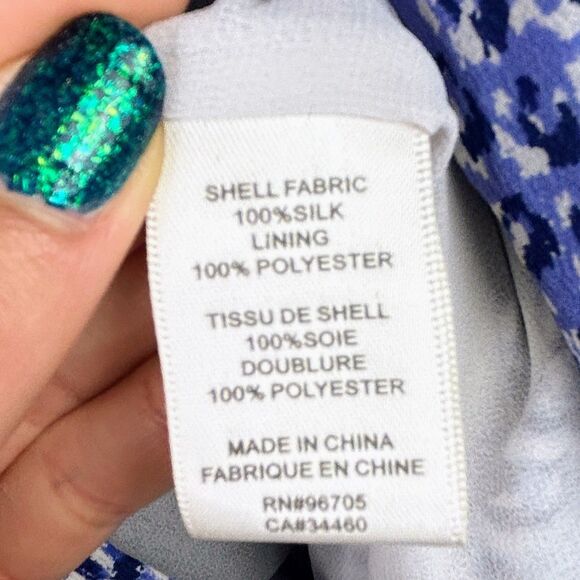 SHELL FABRIC
100%SILK
LINING
100% POLYESTER
TISSU DE SHELL
100%SOIE
DOUBLURE
100% POLYESTER
MADE IN CHINA
FABRIQUE EN CHINE
RN#96705
CA#34460